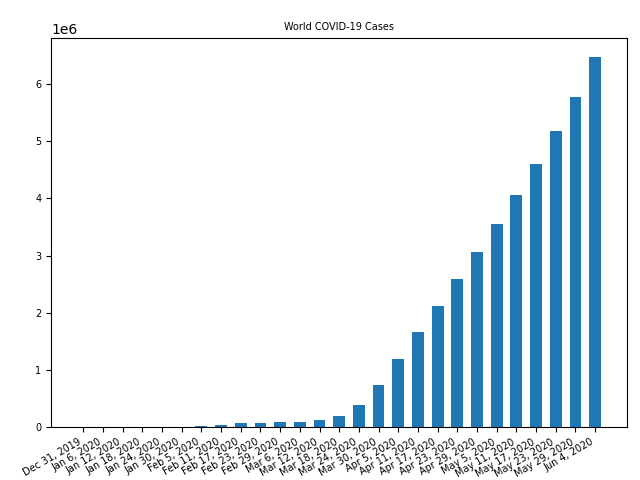 World COVID-19 Cases
1e6
6
5
4
3
2
1
0
Dec 31, 2019
Jan 6, 2020
Jan 12, 2020
Jan 18, 2020
Jan 24, 2020
Jan 30, 2020
Feb 5, 2020
Feb 11, 2020
Feb 17, 2020
Feb 23, 2020
Feb 29, 2020
Mar 6, 2020
Mar 12, 2020
Mar 18, 2020
Mar 24, 2020
Mar 30, 2020
Apr 5, 2020
Apr 11, 2020
Apr 17, 2020
Apr 23, 2020
Apr 29, 2020
May 5, 2020
May 11, 2020
May 17, 2020
May 23, 2020
May 29, 2020
Jun 4, 2020